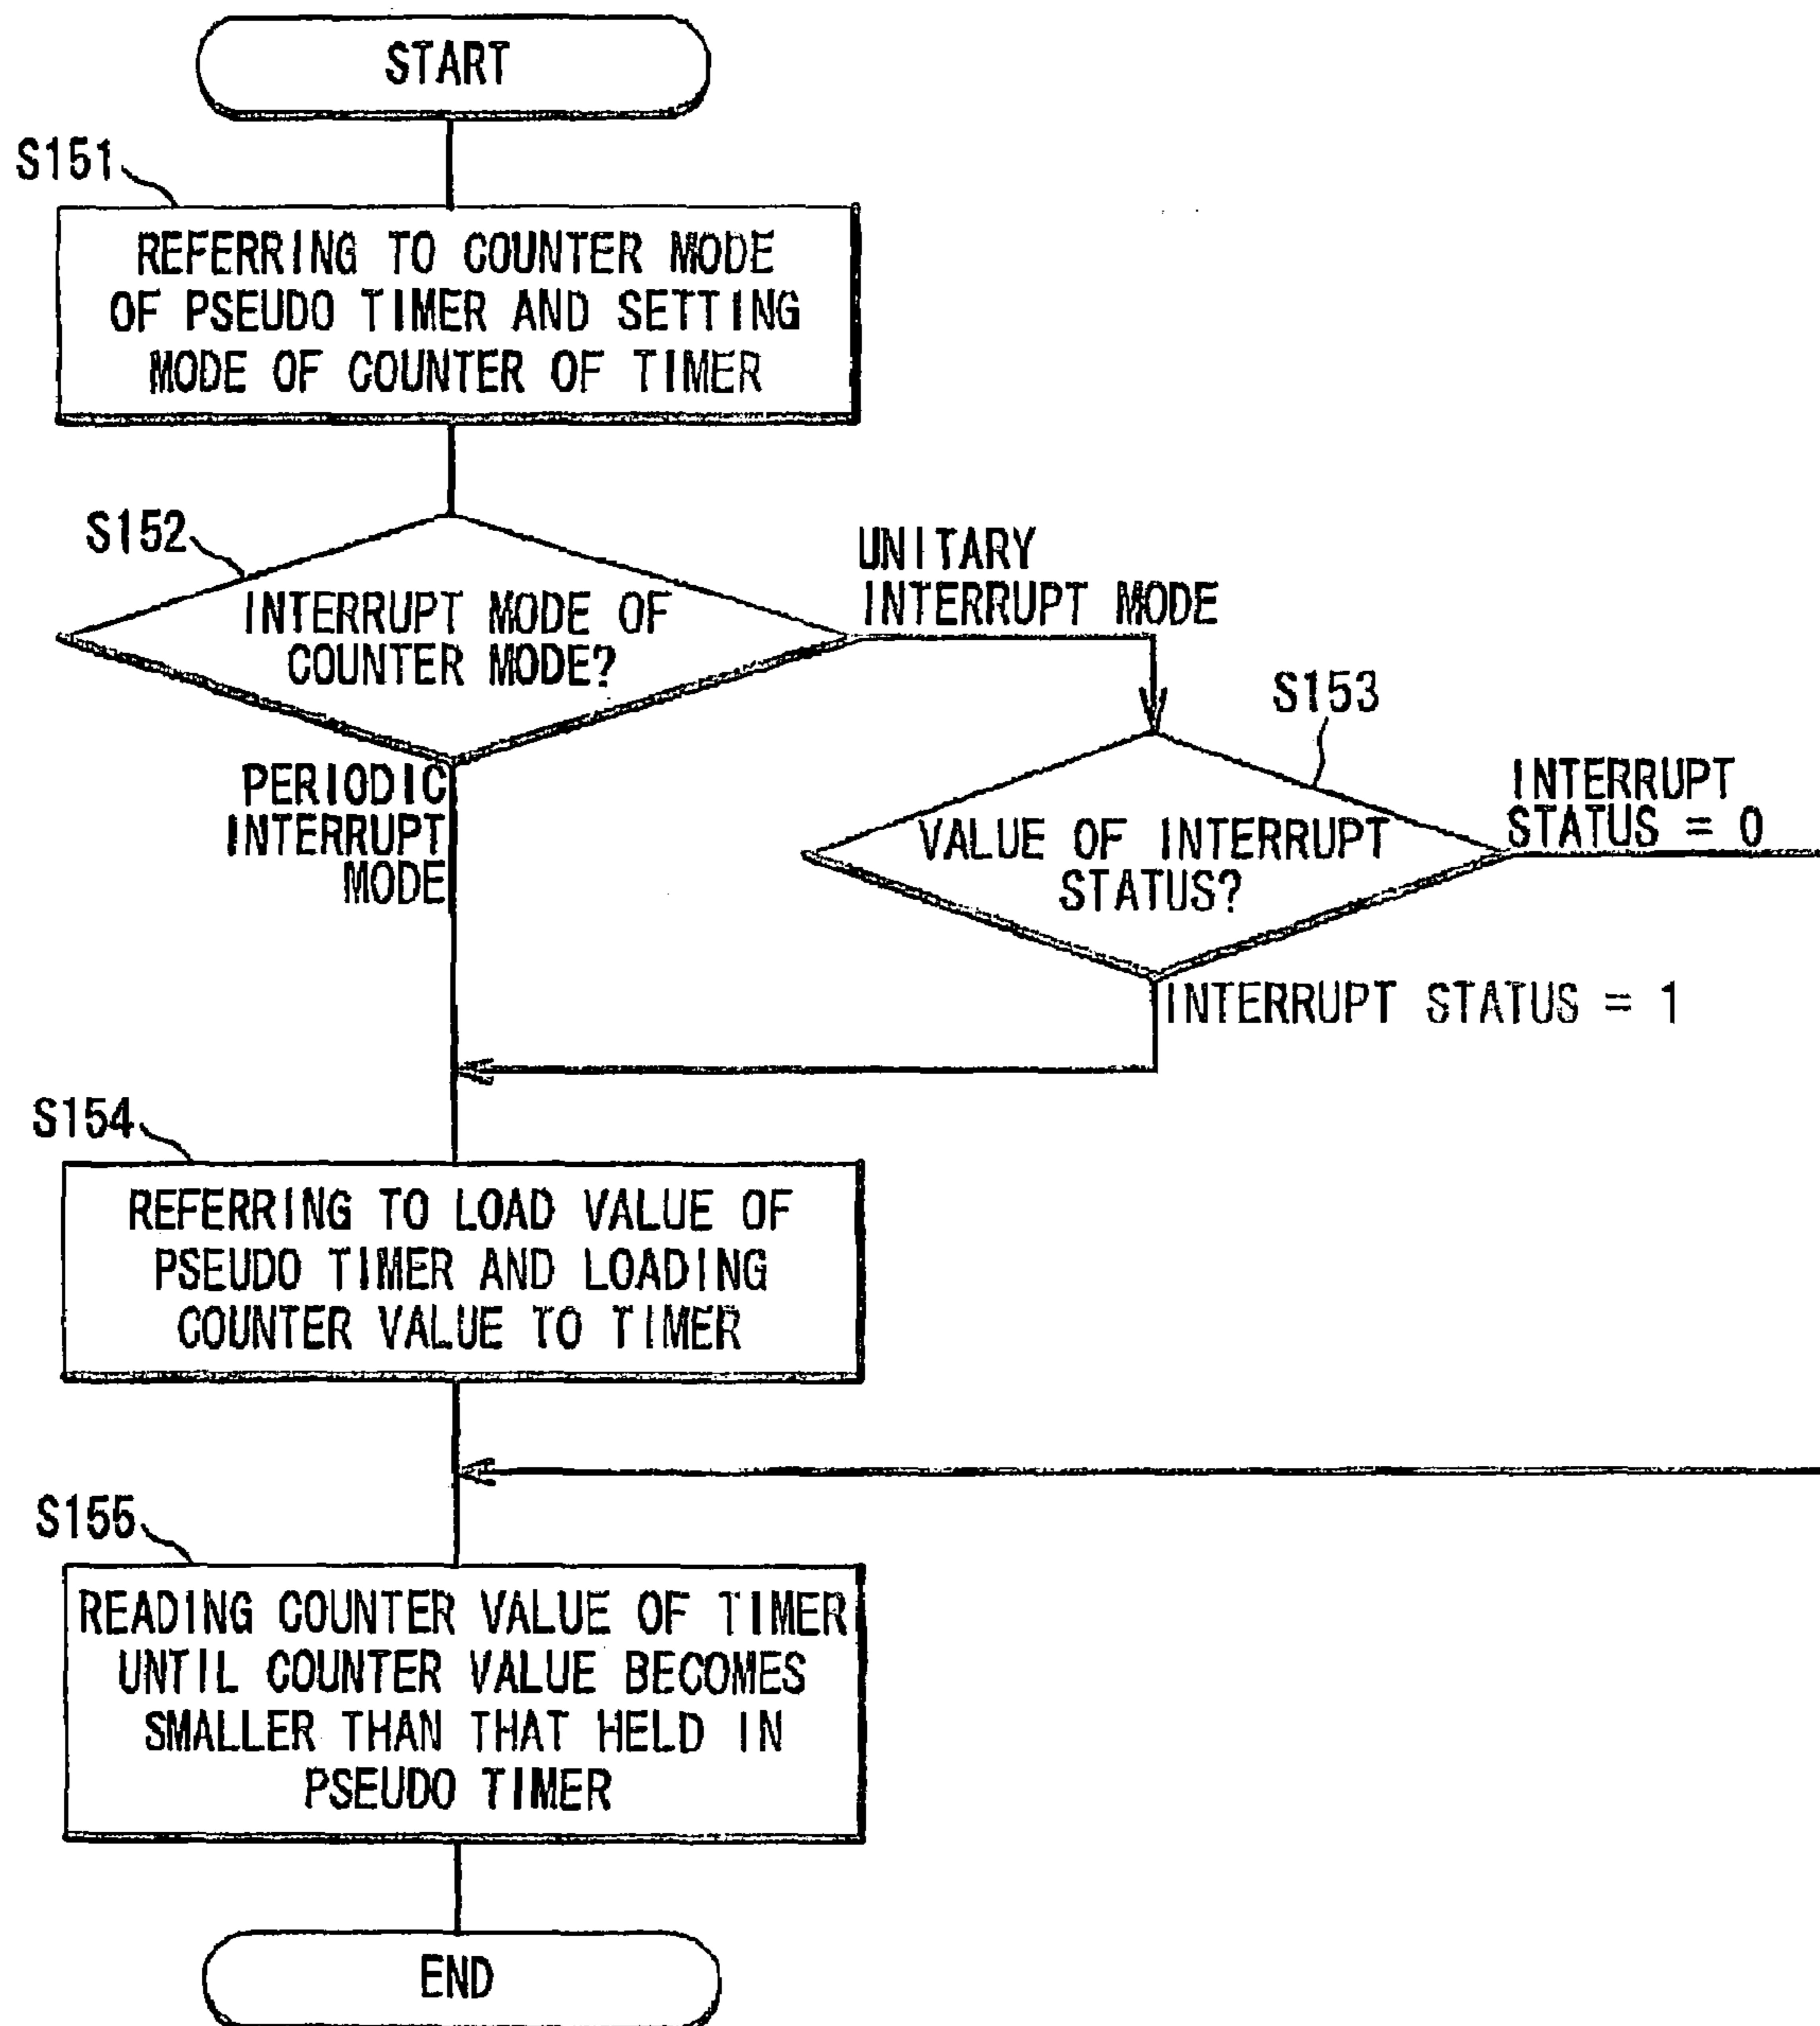 START
S151
REFERRING TO COUNTER MODE
OF PSEUDO TIMER AND SETTING
MODE OF COUNTER OF TIMER
S152
INTERRUPT MODE OF
COUNTER MODE?
UNITARY
INTERRUPT MODE
PERIODIC
INTERRUPT
MODE
S153
VALUE OF INTERRUPT
STATUS?
INTERRUPT
STATUS = 0
INTERRUPT STATUS = 1
S154
REFERRING TO LOAD VALUE OF
PSEUDO TIMER AND LOADING
COUNTER VALUE TO TIMER
S155
READING COUNTER VALUE OF TIMER
UNTIL COUNTER VALUE BECOMES
SMALLER THAN THAT HELD IN
PSEUDO TIMER
END